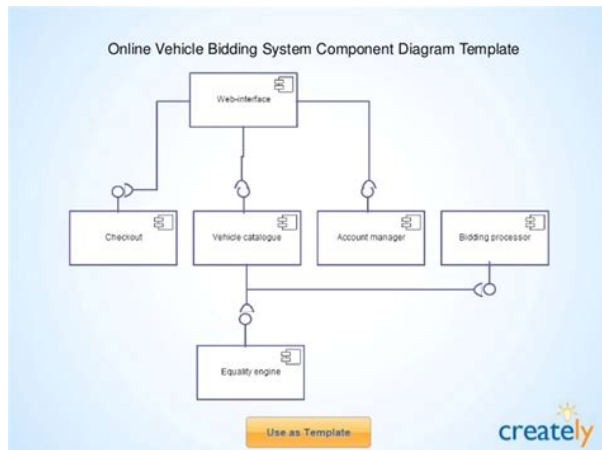 Online Vehicle Bidding System Component Diagram Template
Web-interface
Checkout
Vehicle catalogue
Account manager
Bidding processor
Equality engine
Use as Template
creately